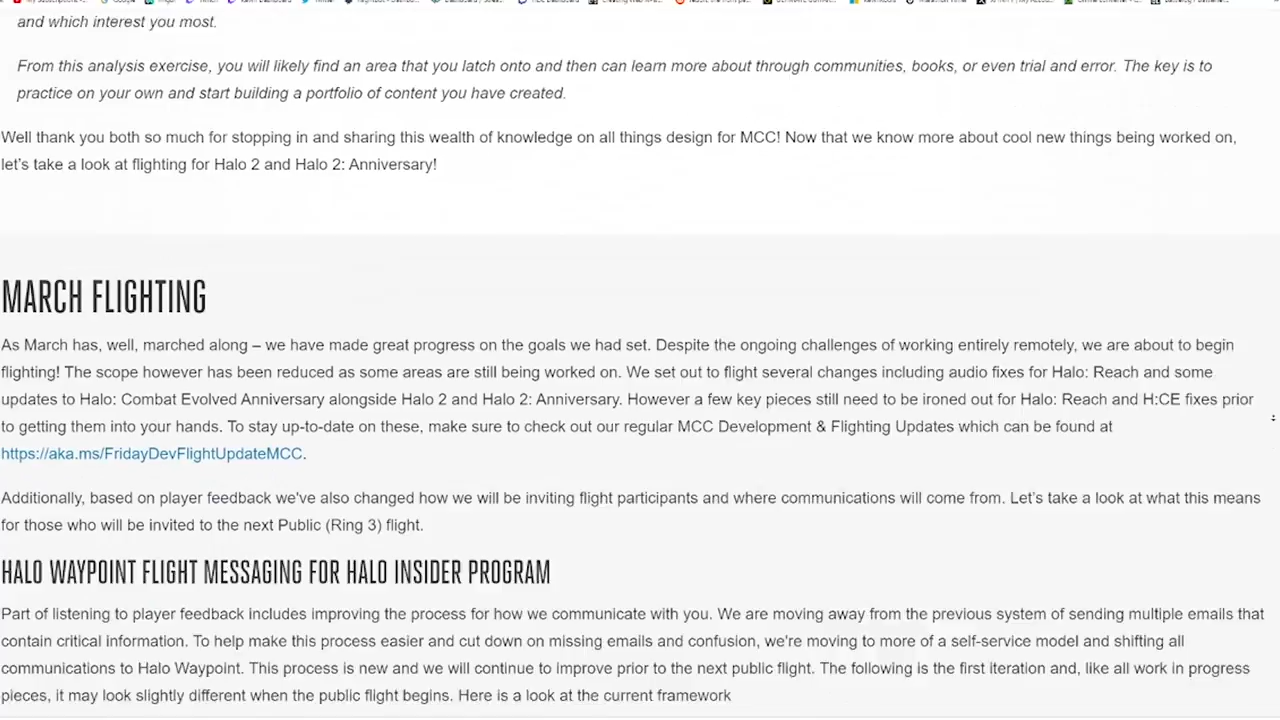 and which interest you most.
From this analysis exercise, you will likely find an area that you latch onto and then can learn more about through communities, books, or even trial and error. The key is to
practice on your own and start building a portfolio of content you have created.
Well thank you both so much for stopping in and sharing this wealth of knowledge on all things design for MCC! Now that we know more about cool new things being worked on,
let's take a look at flighting for Halo 2 and Halo 2: Anniversary!
MARCH FLIGHTING
As March has, well, marched along – we have made great progress on the goals we had set. Despite the ongoing challenges of working entirely remotely, we are about to begin
flighting! The scope however has been reduced as some areas are still being worked on. We set out to flight several changes including audio fixes for Halo: Reach and some
updates to Halo: Combat Evolved Anniversary alongside Halo 2 and Halo 2: Anniversary. However a few key pieces still need to be ironed out for Halo: Reach and H:CE fixes prior
to getting them into your hands. To stay up-to-date on these, make sure to check out our regular MCC Development & Flighting Updates which can be found at
https://aka.ms/FridayDevFlightUpdateMCC.
Additionally, based on player feedback we've also changed how we will be inviting flight participants and where communications will come from. Let's take a look at what this means
for those who will be invited to the next Public (Ring 3) flight.
HALO WAYPOINT FLIGHT MESSAGING FOR HALO INSIDER PROGRAM
Part of listening to player feedback includes improving the process for how we communicate with you. We are moving away from the previous system of sending multiple emails that
contain critical information. To help make this process easier and cut down on missing emails and confusion, we're moving to more of a self-service model and shifting all
communications to Halo Waypoint. This process is new and we will continue to improve prior to the next public flight. The following is the first iteration and, like all work in progress
pieces, it may look slightly different when the public flight begins. Here is a look at the current framework